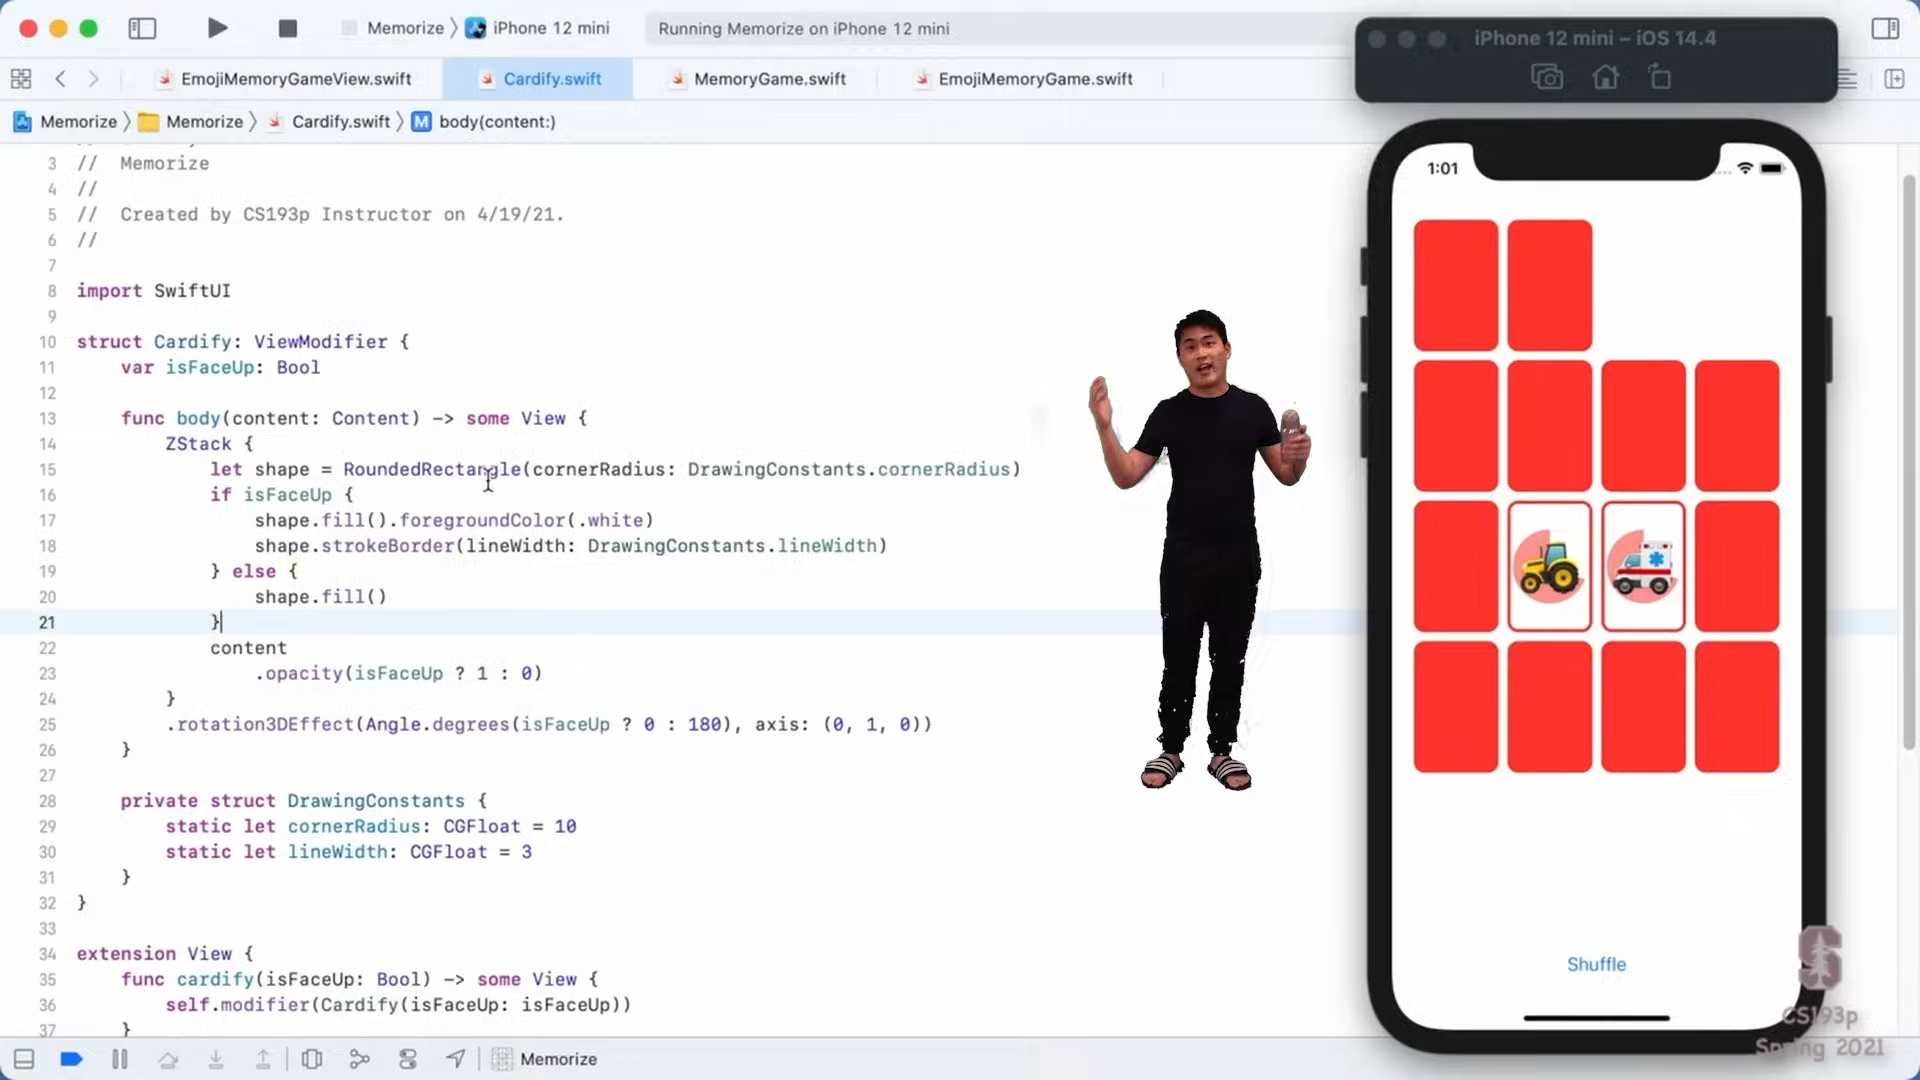 Memorize 〉 iPhone 12 mini
Running Memorize on iPhone 12 mini
iPhone 12 mini – iOS 14.4
EmojiMemoryGameView.swift
Cardify.swift
MemoryGame.swift
EmojiMemoryGame.swift
Memorize 〉 Memorize 〉 Cardify.swift 〉 M body(content:)
3 //  Memorize
4 //
5 //  Created by CS193p Instructor on 4/19/21.
6 //
7
8 import SwiftUI
9
10 struct Cardify: ViewModifier {
11     var isFaceUp: Bool
12
13     func body(content: Content) -> some View {
14         ZStack {
15             let shape = RoundedRectangle(cornerRadius: DrawingConstants.cornerRadius)
16             if isFaceUp {
17                 shape.fill().foregroundColor(.white)
18                 shape.strokeBorder(lineWidth: DrawingConstants.lineWidth)
19             } else {
20                 shape.fill()
21             }
22             content
23                 .opacity(isFaceUp ? 1 : 0)
24         }
25         .rotation3DEffect(Angle.degrees(isFaceUp ? 0 : 180), axis: (0, 1, 0))
26     }
27
28     private struct DrawingConstants {
29         static let cornerRadius: CGFloat = 10
30         static let lineWidth: CGFloat = 3
31     }
32 }
33
34 extension View {
35     func cardify(isFaceUp: Bool) -> some View {
36         self.modifier(Cardify(isFaceUp: isFaceUp))
37     }
Memorize
1:01
Shuffle
CS193p
Spring 2021